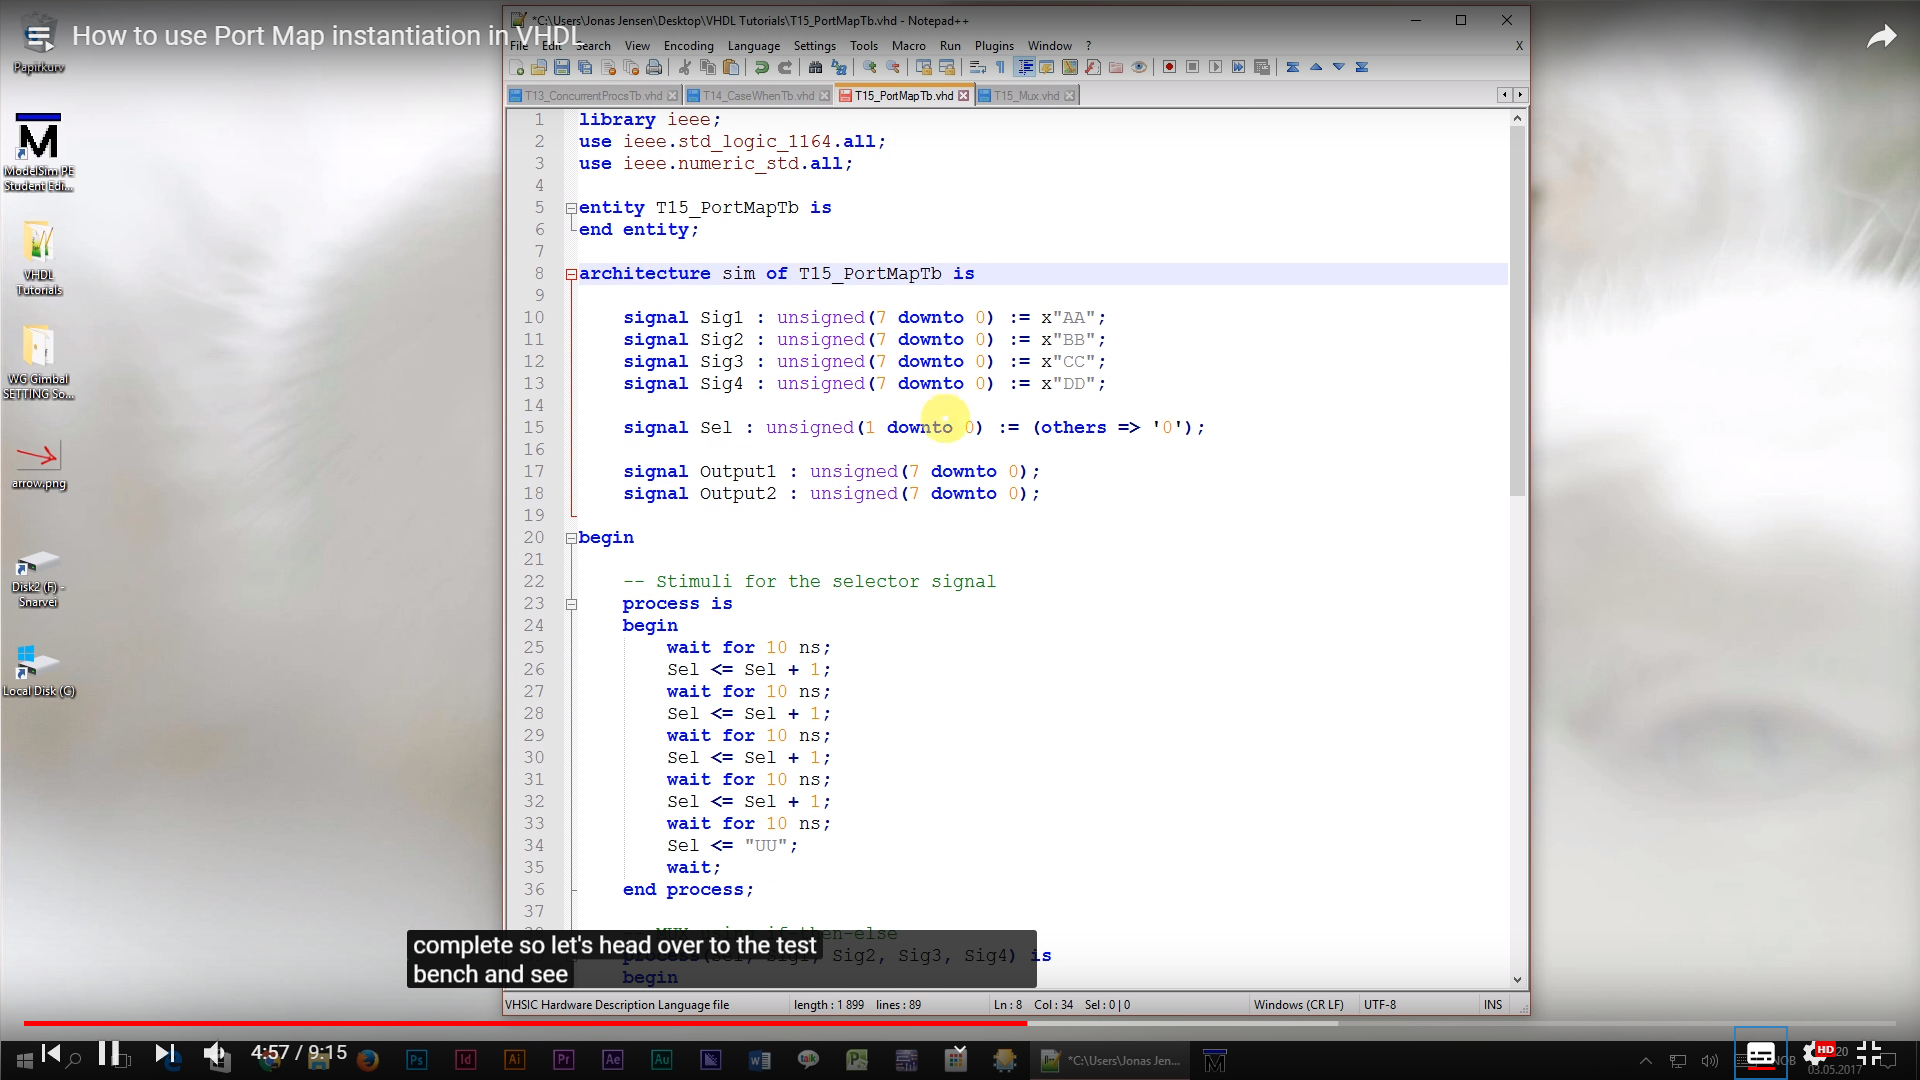 How to use Port Map instantiation in VHDL
*C:\Users\Jonas Jensen\Desktop\VHDL Tutorials\T15_PortMapTb.vhd - Notepad++
File Edit Search View Encoding Language Settings Tools Macro Run Plugins Window ? X
T13_ConcurrentProcsTb.vhd T14_CaseWhenTb.vhd T15_PortMapTb.vhd T15_Mux.vhd
Papirkurv
ModelSim PE
Student Edi...
VHDL
Tutorials
WG Gimbal
SETTING So...
arrow.png
Disk2 (F) -
Snarvei
Local Disk (C)
1 library ieee;
2 use ieee.std_logic_1164.all;
3 use ieee.numeric_std.all;
4
5 entity T15_PortMapTb is
6 end entity;
7
8 architecture sim of T15_PortMapTb is
9
10 signal Sig1 : unsigned(7 downto 0) := x"AA";
11 signal Sig2 : unsigned(7 downto 0) := x"BB";
12 signal Sig3 : unsigned(7 downto 0) := x"CC";
13 signal Sig4 : unsigned(7 downto 0) := x"DD";
14
15 signal Sel : unsigned(1 downto 0) := (others => '0');
16
17 signal Output1 : unsigned(7 downto 0);
18 signal Output2 : unsigned(7 downto 0);
19
20 begin
21
22 -- Stimuli for the selector signal
23 process is
24 begin
25 wait for 10 ns;
26 Sel <= Sel + 1;
27 wait for 10 ns;
28 Sel <= Sel + 1;
29 wait for 10 ns;
30 Sel <= Sel + 1;
31 wait for 10 ns;
32 Sel <= Sel + 1;
33 wait for 10 ns;
34 Sel <= "UU";
35 wait;
36 end process;
37
if-then-else
process(Sel, Sig1, Sig2, Sig3, Sig4) is
begin
complete so let's head over to the test
bench and see
VHSIC Hardware Description Language file length : 1 899 lines : 89 Ln : 8 Col : 34 Sel : 0 | 0 Windows (CR LF) UTF-8 INS
4:57 / 9:15
Ps Id Ai Pr Ae Au talk
*C:\Users\Jonas Jen...
HD
03.05.2017